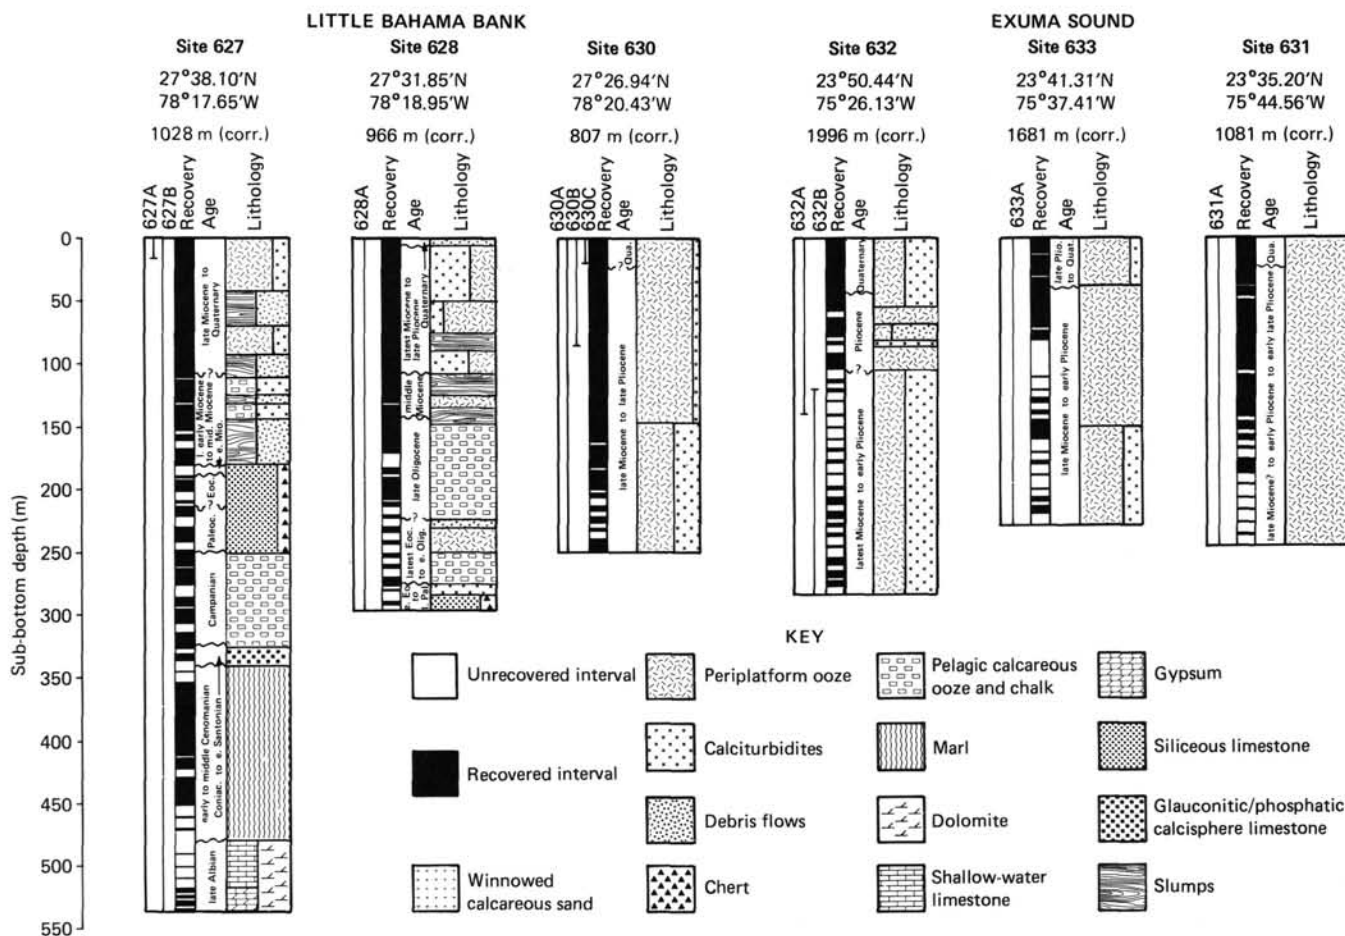 LITTLE BAHAMA BANK
EXUMA SOUND
Site 627
27°38.10'N
78°17.65'W
1028 m (corr.)
Site 628
27°31.85'N
78°18.95'W
966 m (corr.)
Site 630
27°26.94'N
78°20.43'W
807 m (corr.)
Site 632
23°50.44'N
75°26.13'W
1996 m (corr.)
Site 633
23°41.31'N
75°37.41'W
1681 m (corr.)
Site 631
23°35.20'N
75°44.56'W
1081 m (corr.)
627A
627B
Recovery
Age
Lithology
628A
Recovery
Age
Lithology
630A
630B
630C
Recovery
Age
Lithology
632A
632B
Recovery
Age
Lithology
633A
Recovery
Age
Lithology
631A
Recovery
Age
Lithology
Sub-bottom depth (m)
0
50
100
150
200
250
300
350
400
450
500
550
late Miocene to
Quaternary
?
l. early Miocene
to mid. Miocene
e. Mio.
Eoc.
?
Paleoc.
Campanian
early to middle Cenomanian
Coniac. to e. Santonian
late Albian
latest Miocene to
late Pliocene
Quaternary
middle
Miocene
late Oligocene
?
latest Eoc.
to e. Olig.
e. Eoc.
to
l. Pal.
Qua.
?
late Miocene to late Pliocene
Quaternary
Pliocene
?
latest Miocene to early Pliocene
late Plio.
to Quat.
late Miocene to early Pliocene
Qua.
late Miocene? to early Pliocene to early late Pliocene
KEY
Unrecovered interval
Recovered interval
Winnowed
calcareous sand
Periplatform ooze
Calciturbidites
Debris flows
Chert
Pelagic calcareous
ooze and chalk
Marl
Dolomite
Shallow-water
limestone
Gypsum
Siliceous limestone
Glauconitic/phosphatic
calcisphere limestone
Slumps